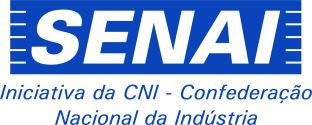 SENAI
Iniciativa da CNI - Confederação
Nacional da Indústria